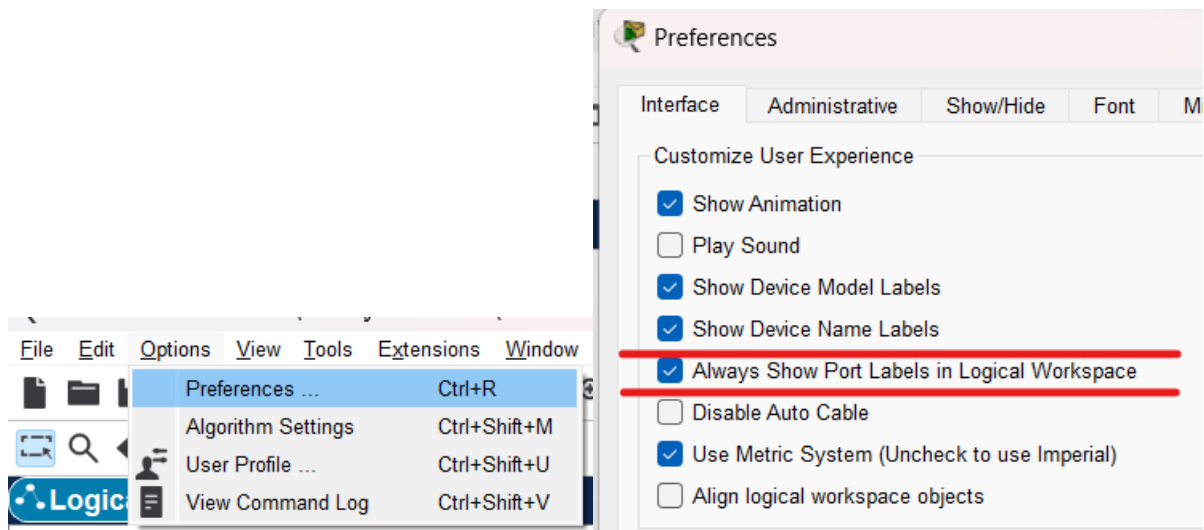 File Edit Options View Tools Extensions Window
Preferences ... Ctrl+R
Algorithm Settings Ctrl+Shift+M
User Profile ... Ctrl+Shift+U
View Command Log Ctrl+Shift+V
Logic
Preferences
Interface Administrative Show/Hide Font
Customize User Experience
Show Animation
Play Sound
Show Device Model Labels
Show Device Name Labels
Always Show Port Labels in Logical Workspace
Disable Auto Cable
Use Metric System (Uncheck to use Imperial)
Align logical workspace objects